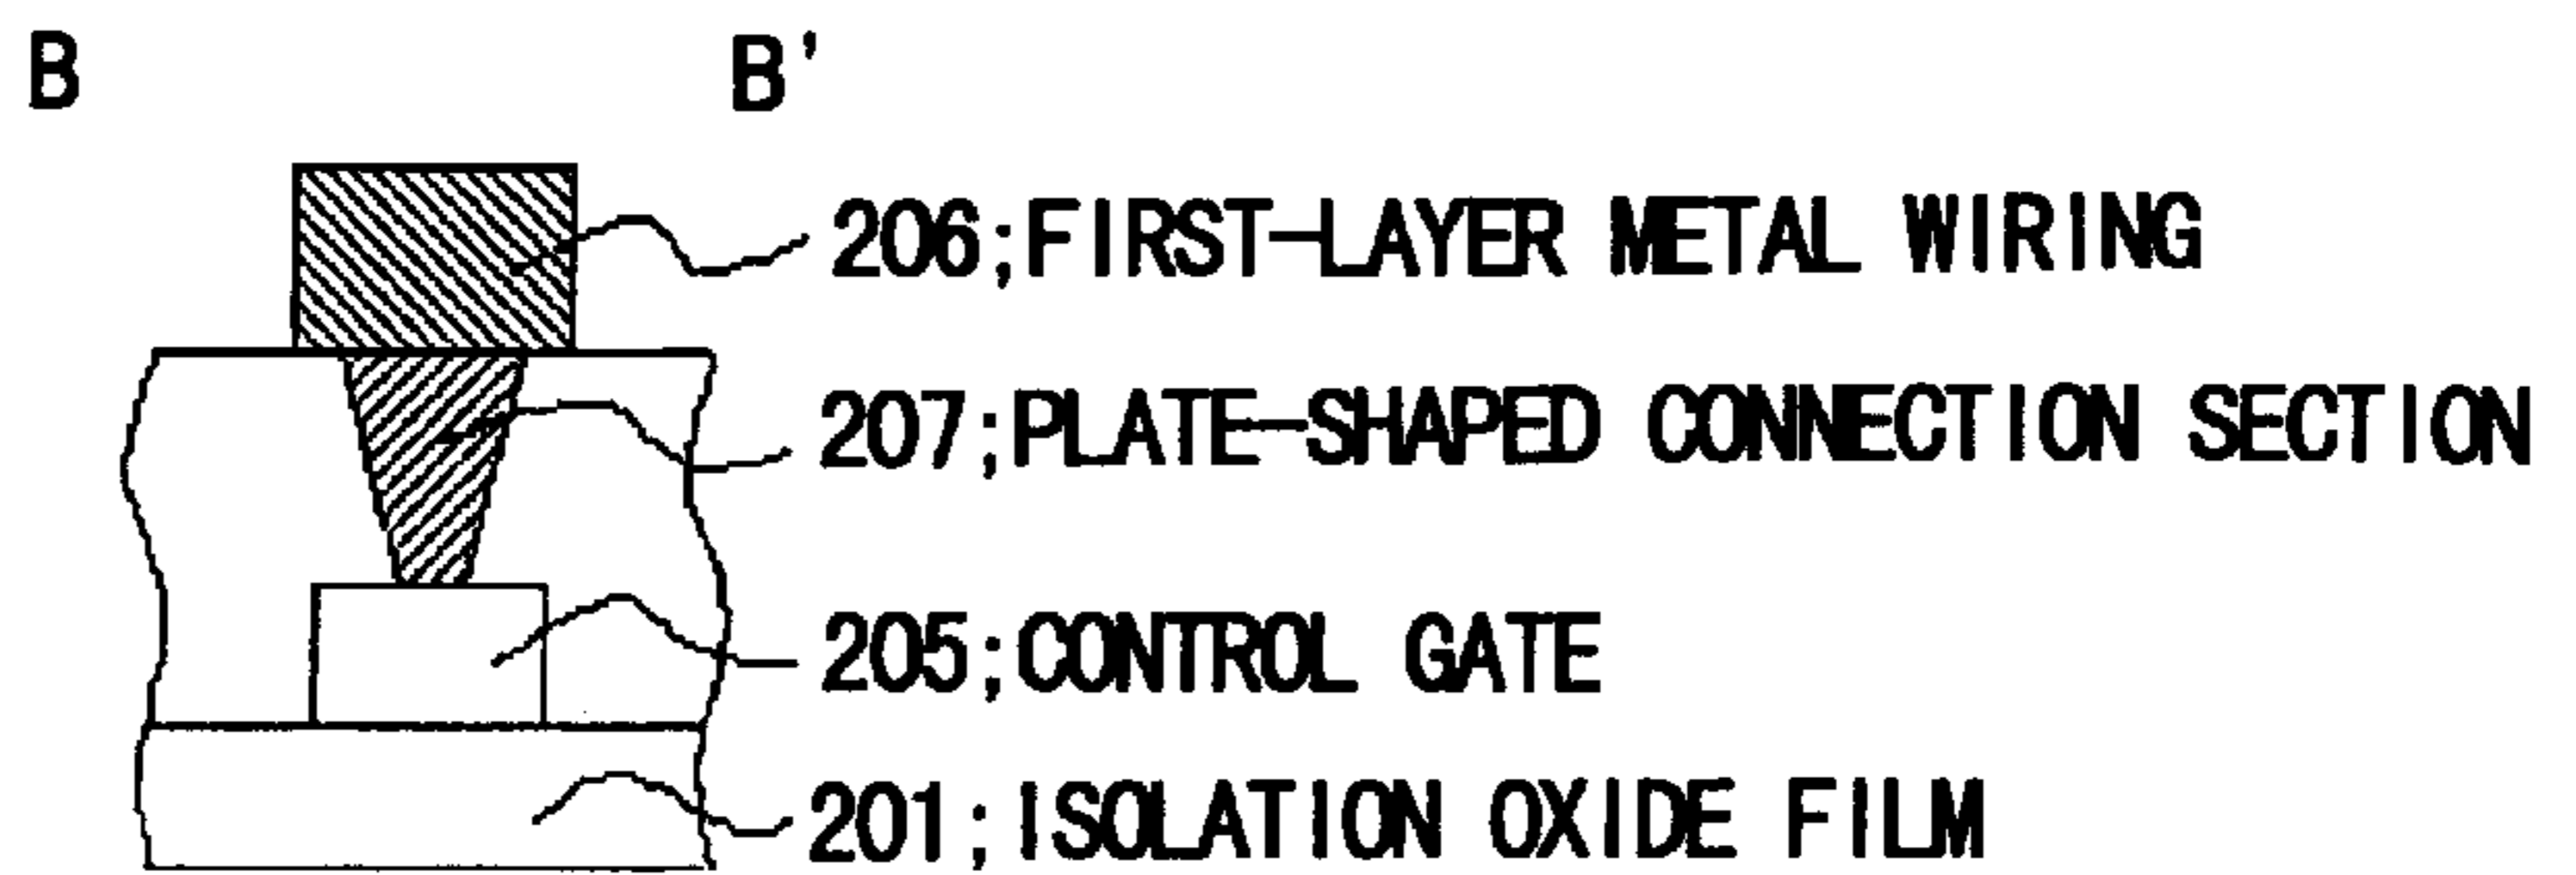 B B'
206;FIRST-LAYER METAL WIRING
207;PLATE-SHAPED CONNECTION SECTION
205;CONTROL GATE
201;ISOLATION OXIDE FILM